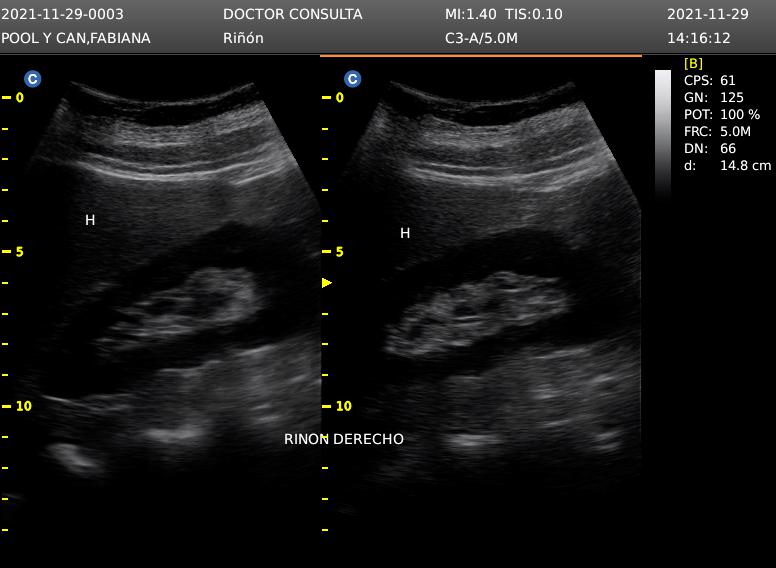 2021-11-29-0003 DOCTOR CONSULTA MI:1.40 TIS:0.10 2021-11-29
POOL Y CAN,FABIANA Riñón C3-A/5.0M 14:16:12
C C [B]
0 0 CPS: 61
GN: 125
POT: 100 %
FRC: 5.0M
DN: 66
d: 14.8 cm
H H
5 5
10 10
RINON DERECHO